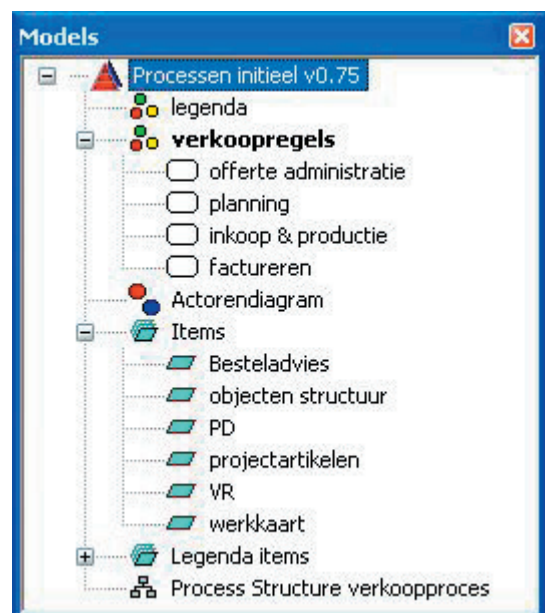 Models
Processen initieel v0.75
legenda
verkoopregels
offerte administratie
planning
inkoop & productie
factureren
Actorendiagram
Items
Besteladvies
objecten structuur
PD
projectartikelen
VR
werkkaart
Legenda items
Process Structure verkoopproces